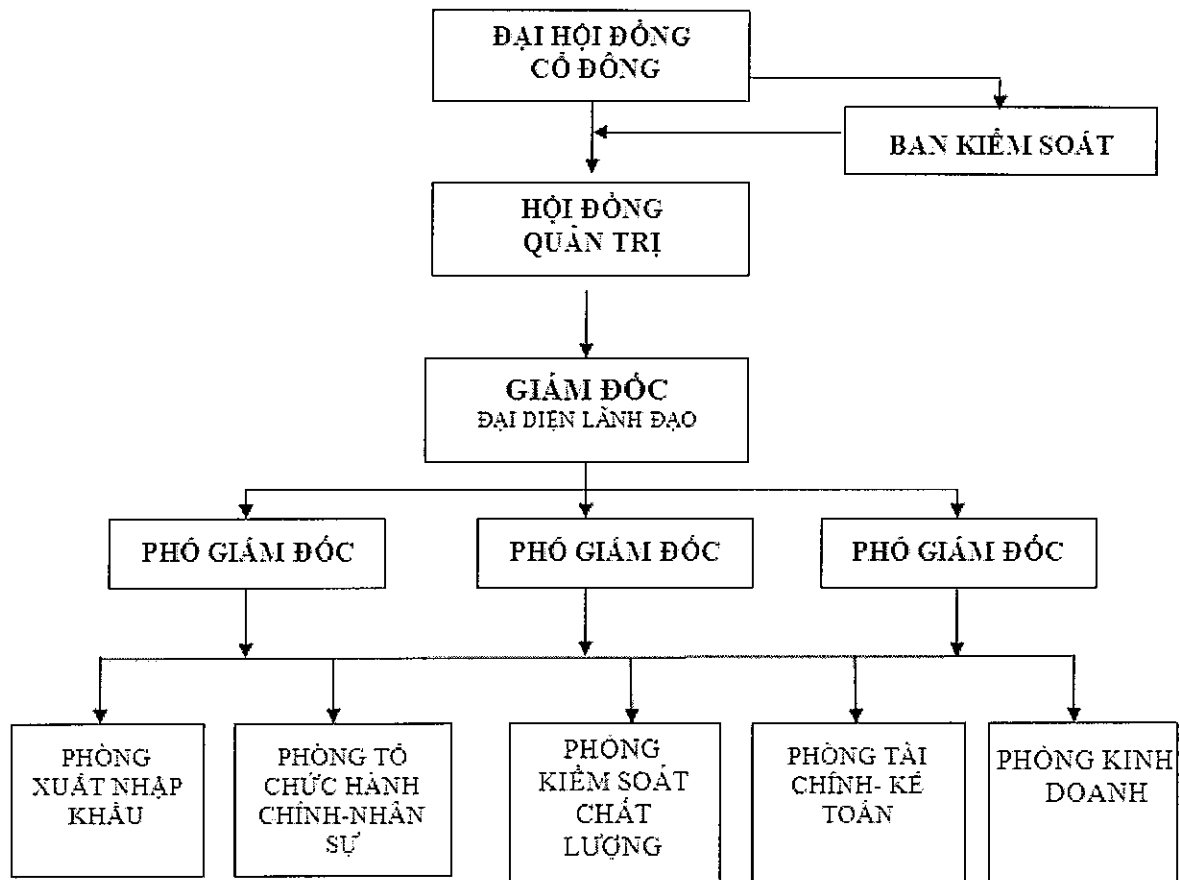 ĐẠI HỘI ĐỒNG
CỔ ĐÔNG
BAN KIỂM SOÁT
HỘI ĐỒNG
QUẢN TRỊ
GIÁM ĐỐC
ĐẠI DIỆN LÃNH ĐẠO
PHÓ GIÁM ĐỐC
PHÓ GIÁM ĐỐC
PHÓ GIÁM ĐỐC
PHÒNG
XUẤT NHẬP
KHẨU
PHÒNG TỔ
CHỨC HÀNH
CHÍNH-NHÂN
SỰ
PHÒNG
KIỂM SOÁT
CHẤT
LƯỢNG
PHÒNG TÀI
CHÍNH- KẾ
TOÁN
PHÒNG KINH
DOANH